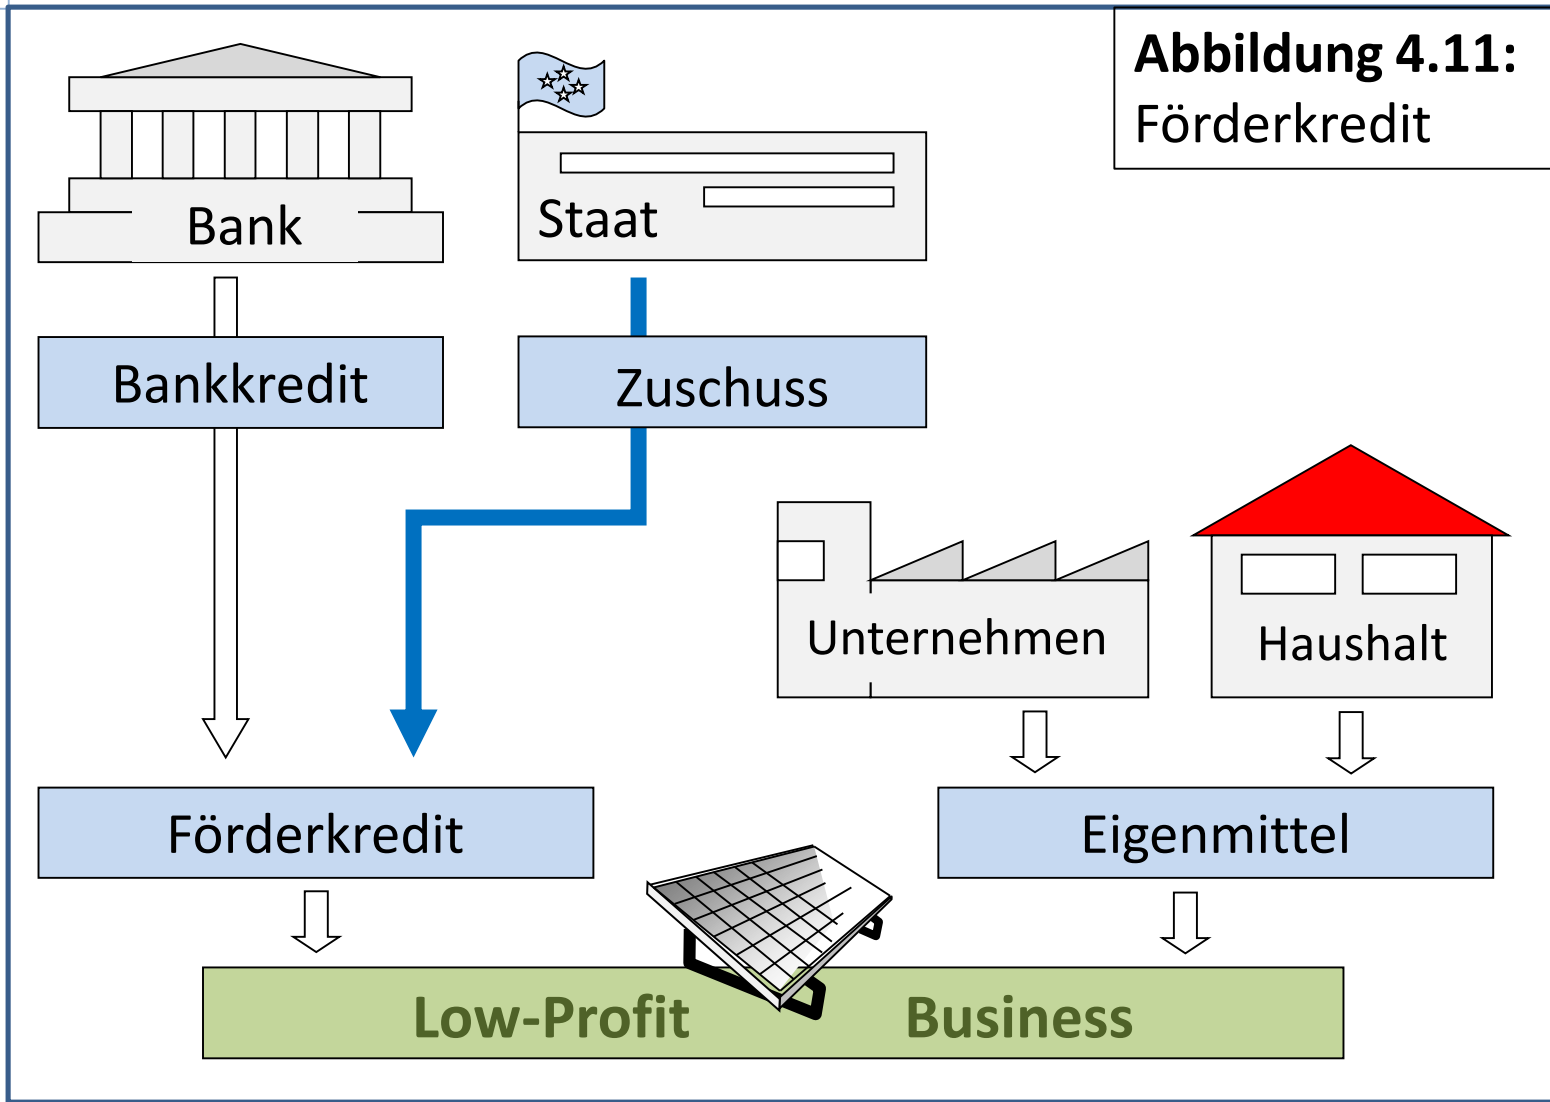 Abbildung 4.11:
Förderkredit
Bank
Staat
Bankkredit
Zuschuss
Unternehmen
Haushalt
Förderkredit
Eigenmittel
Low-Profit Business